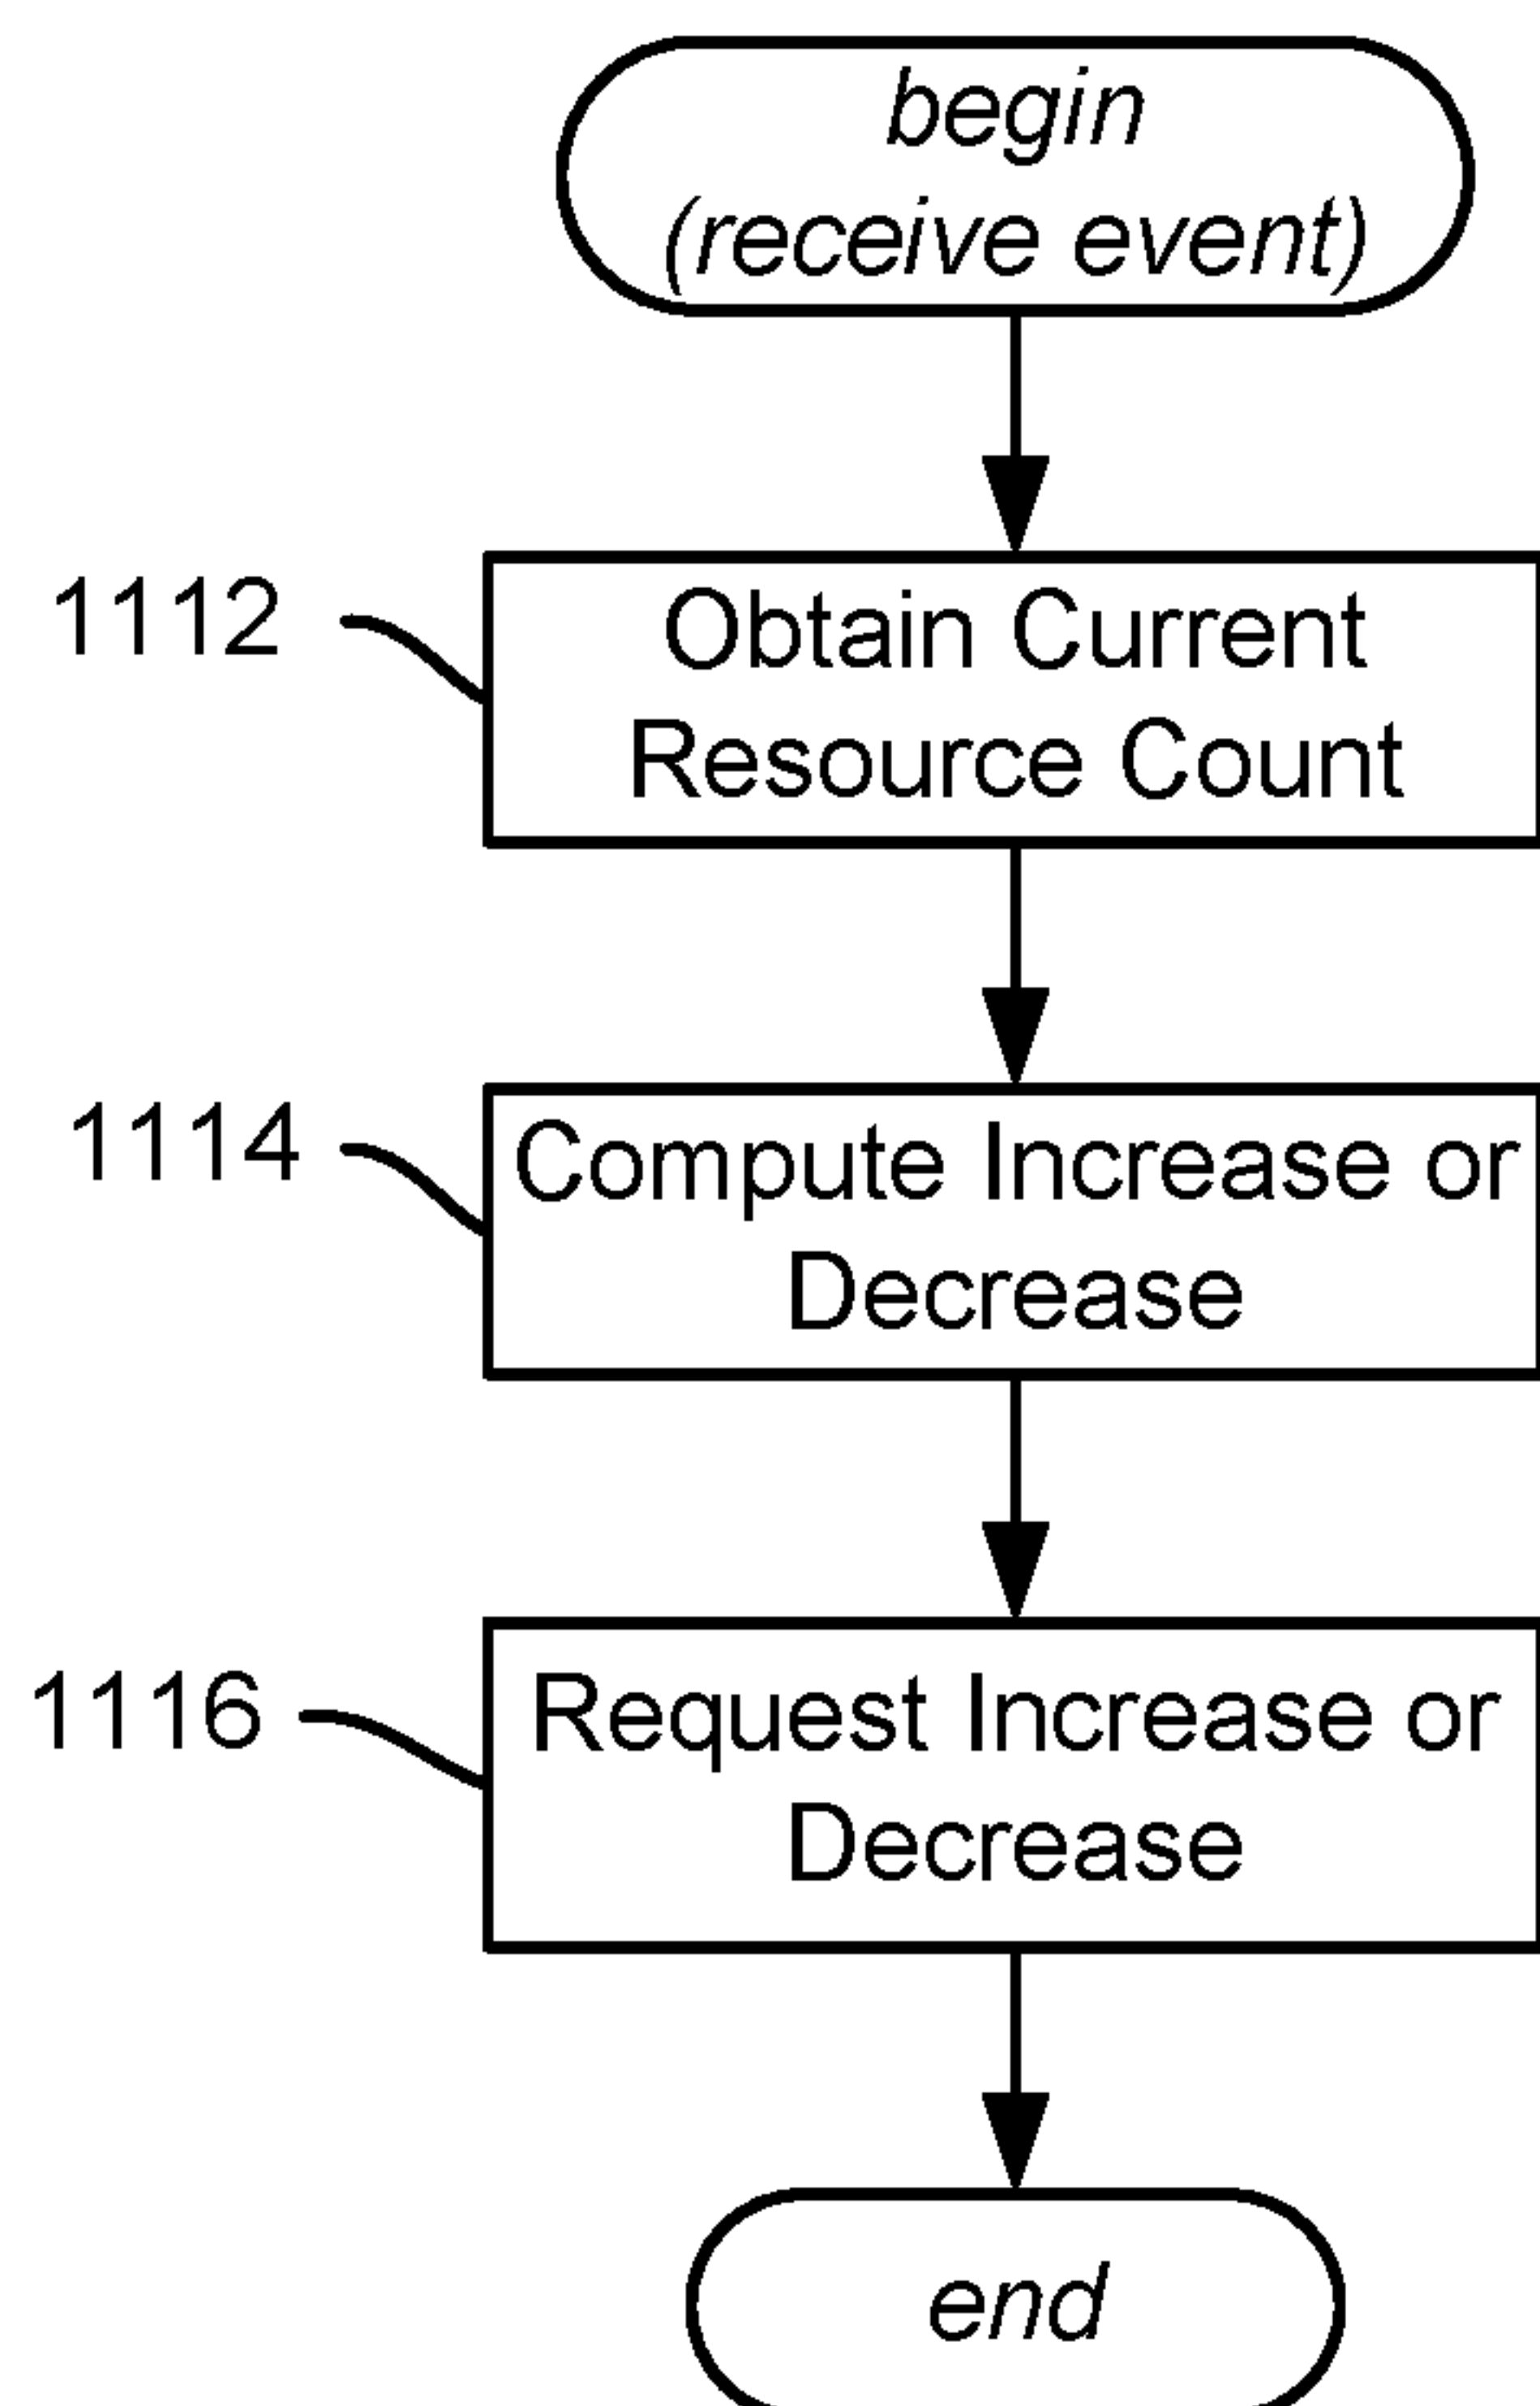 begin
(receive event)
1112
Obtain Current
Resource Count
1114
Compute Increase or
Decrease
1116
Request Increase or
Decrease
end